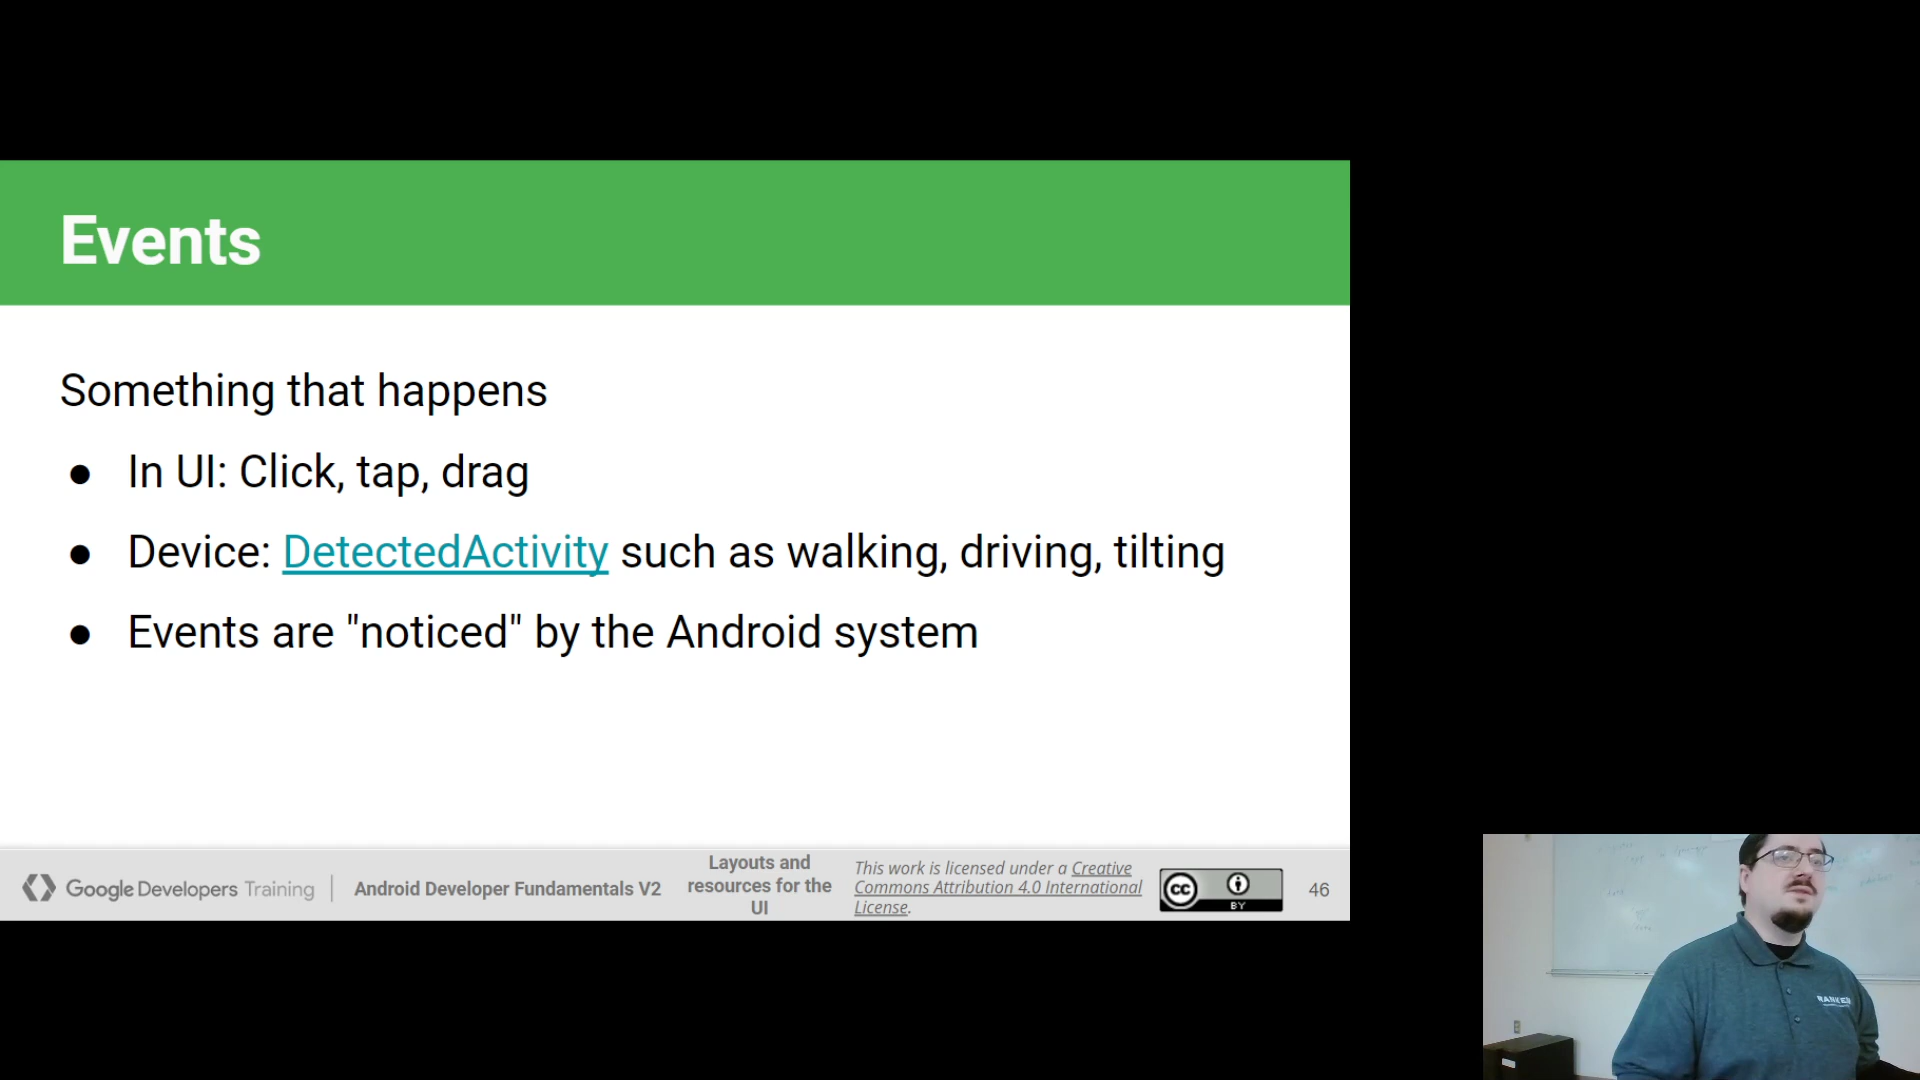 Events
Something that happens
● In UI: Click, tap, drag
● Device: DetectedActivity such as walking, driving, tilting
● Events are "noticed" by the Android system
Google Developers Training
Android Developer Fundamentals V2
Layouts and
resources for the
UI
This work is licensed under a Creative
Commons Attribution 4.0 International
License.
cc
BY
46
RANKEN